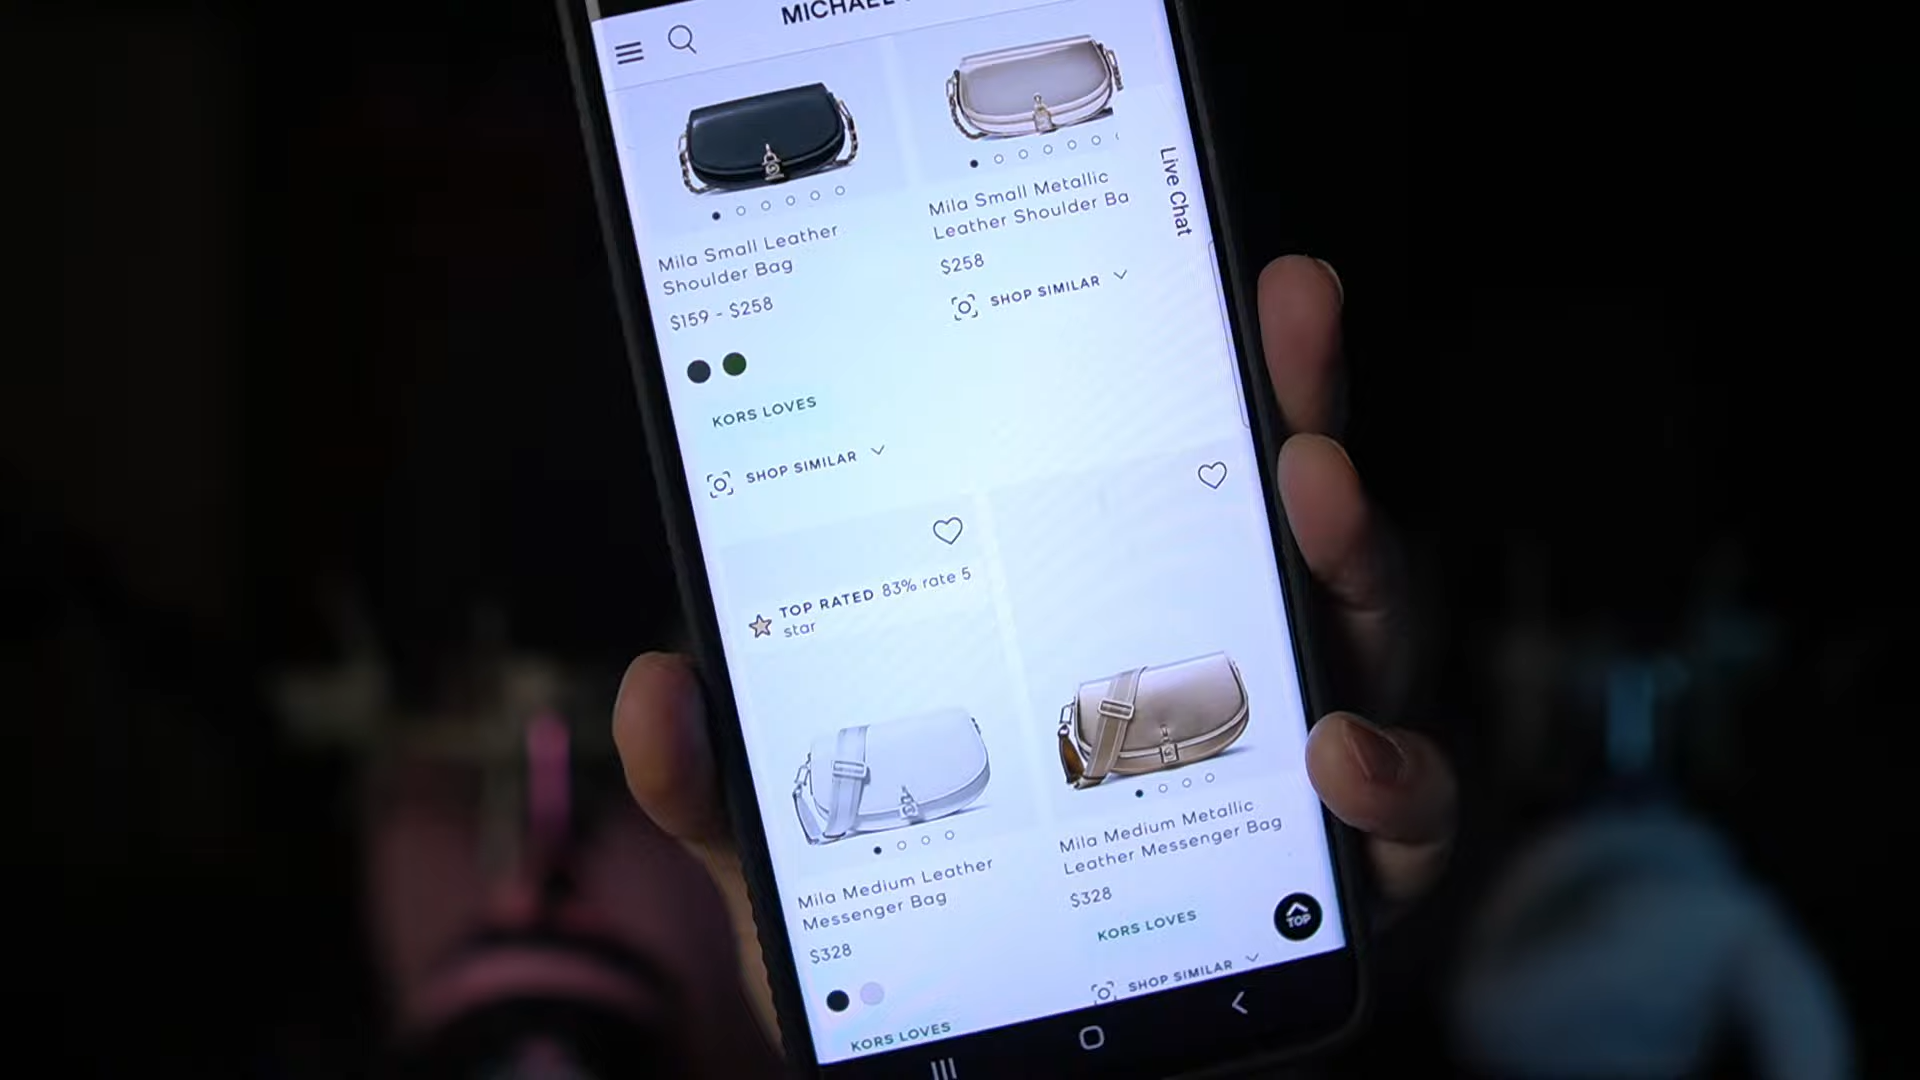 MICHAEL
Mila Small Leather
Shoulder Bag
$159 - $258
KORS LOVES
SHOP SIMILAR
Mila Small Metallic
Leather Shoulder Ba
$258
SHOP SIMILAR
Live Chat
TOP RATED 83% rate 5
star
Mila Medium Leather
Messenger Bag
$328
KORS LOVES
Mila Medium Metallic
Leather Messenger Bag
$328
KORS LOVES
SHOP SIMILAR
TOP